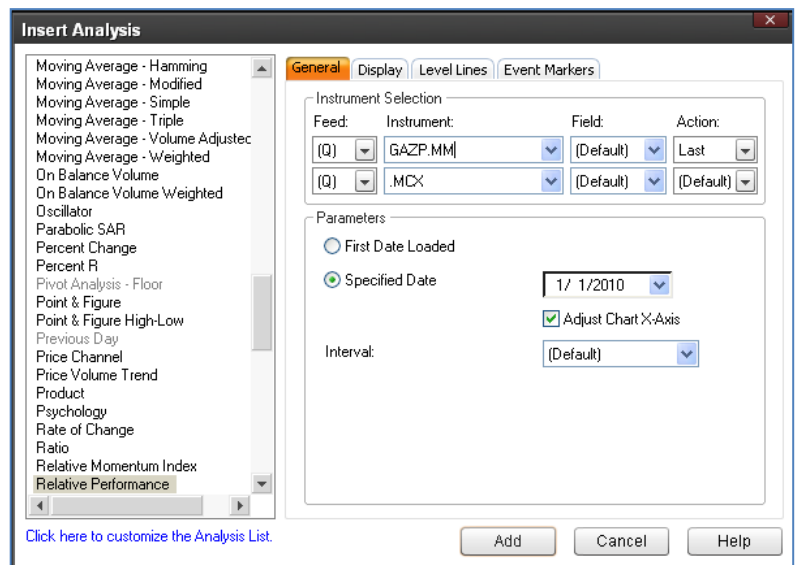 Insert Analysis
Moving Average - Hamming
Moving Average - Modified
Moving Average - Simple
Moving Average - Triple
Moving Average - Volume Adjusted
Moving Average - Weighted
On Balance Volume
On Balance Volume Weighted
Oscillator
Parabolic SAR
Percent Change
Percent R
Pivot Analysis - Floor
Point & Figure
Point & Figure High-Low
Previous Day
Price Channel
Price Volume Trend
Product
Psychology
Rate of Change
Ratio
Relative Momentum Index
Relative Performance
Click here to customize the Analysis List.
General Display Level Lines Event Markers
Instrument Selection
Feed: Instrument: Field: Action:
(Q) GAZP.MM (Default) Last
(Q) .MCX (Default) (Default)
Parameters
First Date Loaded
Specified Date 1/ 1/2010
Adjust Chart X-Axis
Interval: (Default)
Add Cancel Help